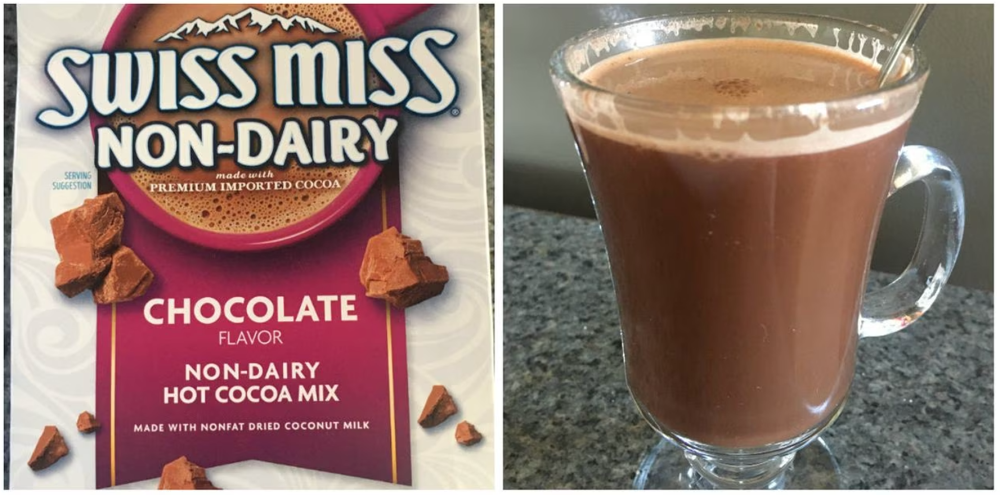 SWISS MISS®
NON-DAIRY
made with
PREMIUM IMPORTED COCOA
SERVING
SUGGESTION
CHOCOLATE
FLAVOR
NON-DAIRY
HOT COCOA MIX
MADE WITH NONFAT DRIED COCONUT MILK